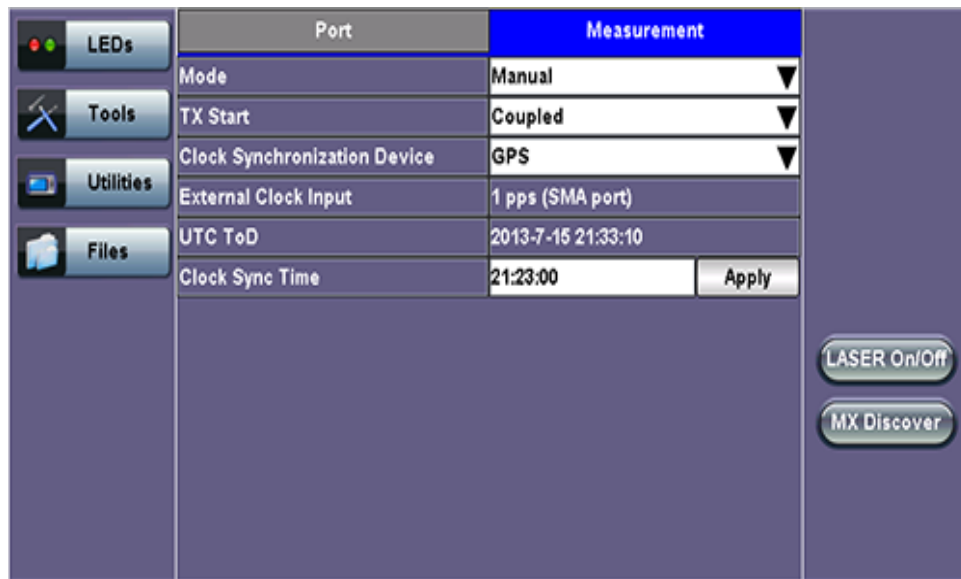 LEDs
Tools
Utilities
Files
Port Measurement
Mode Manual
TX Start Coupled
Clock Synchronization Device GPS
External Clock Input 1 pps (SMA port)
UTC ToD 2013-7-15 21:33:10
Clock Sync Time 21:23:00 Apply
LASER On/Off
MX Discover